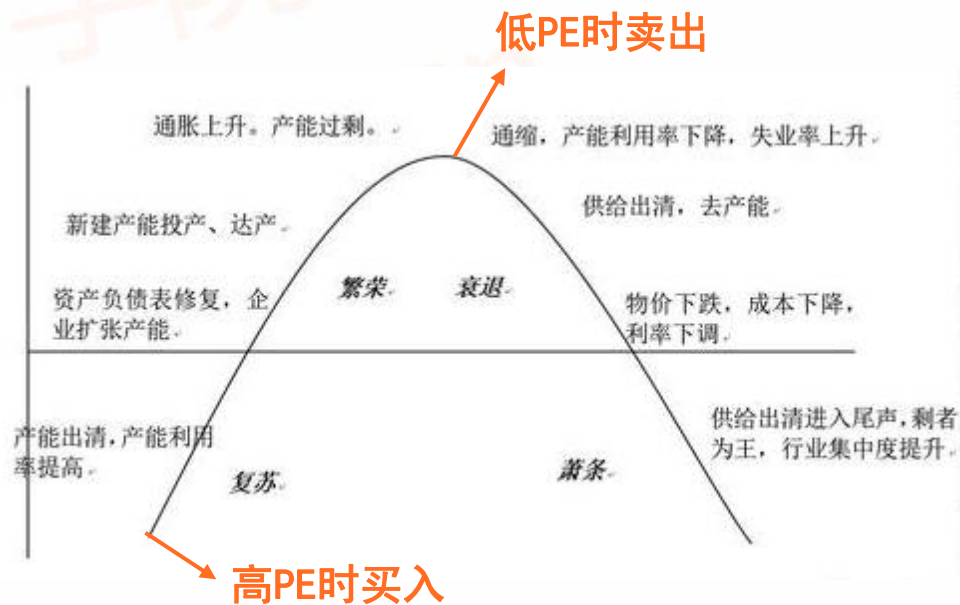 低PE时卖出
通胀上升。产能过剩。
通缩，产能利用率下降，失业率上升
供给出清，去产能
新建产能投产、达产
繁荣
衰退
资产负债表修复，企
业扩张产能
物价下跌，成本下降，
利率下调
产能出清，产能利用
率提高
供给出清进入尾声，剩者
为王，行业集中度提升
复苏
萧条
高PE时买入